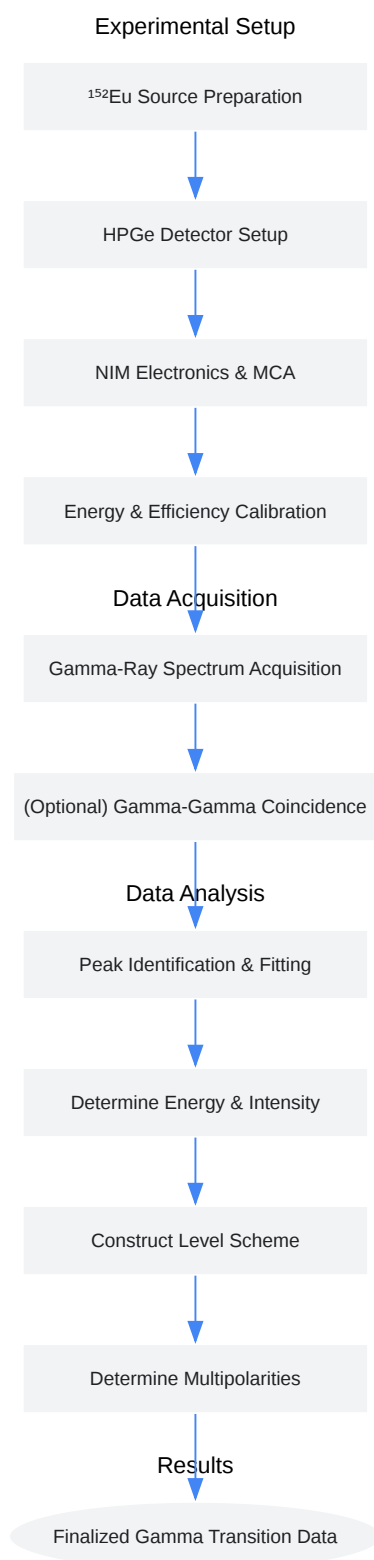 Experimental Setup
¹⁵²Eu Source Preparation
HPGe Detector Setup
NIM Electronics & MCA
Energy & Efficiency Calibration
Data Acquisition
Gamma-Ray Spectrum Acquisition
(Optional) Gamma-Gamma Coincidence
Data Analysis
Peak Identification & Fitting
Determine Energy & Intensity
Construct Level Scheme
Determine Multipolarities
Results
Finalized Gamma Transition Data